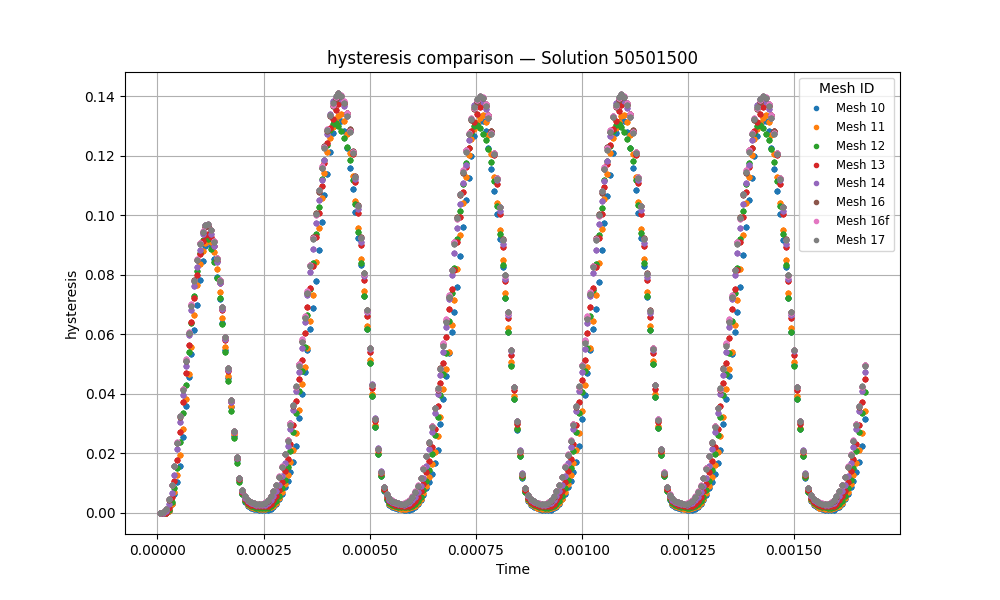 hysteresis comparison — Solution 50501500
Mesh ID
Mesh 10
Mesh 11
Mesh 12
Mesh 13
Mesh 14
Mesh 16
Mesh 16f
Mesh 17
hysteresis
0.14
0.12
0.10
0.08
0.06
0.04
0.02
0.00
0.00000 0.00025 0.00050 0.00075 0.00100 0.00125 0.00150
Time